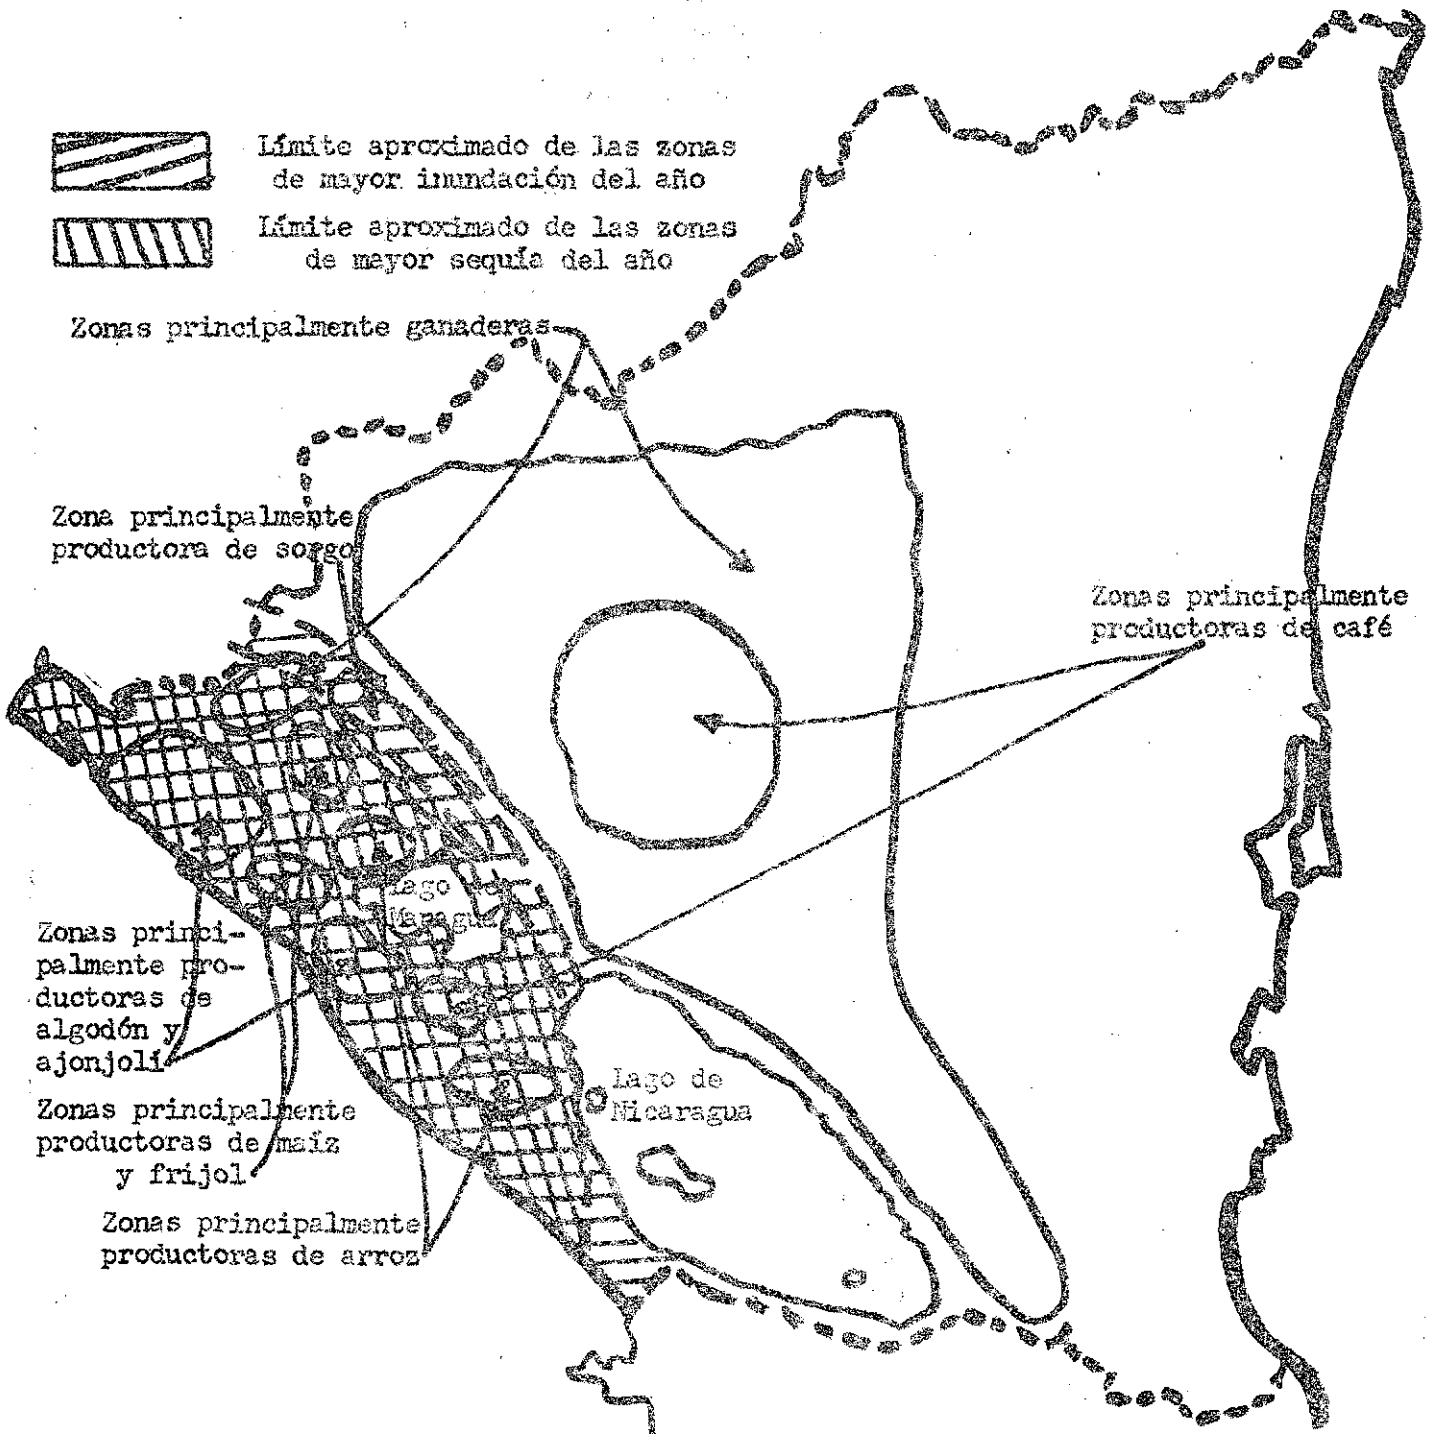 Límite aproximado de las zonas
de mayor inundación del año
Límite aproximado de las zonas
de mayor sequía del año
Zonas principalmente ganaderas
Zona principalmente
productora de sorgo
Zonas principalmente
productoras de café
Lago de
Managua
Zonas princi-
palmente pro-
ductoras de
algodón y
ajonjolí
Lago de
Nicaragua
Zonas principalmente
productoras de maíz
y frijol
Zonas principalmente
productoras de arroz